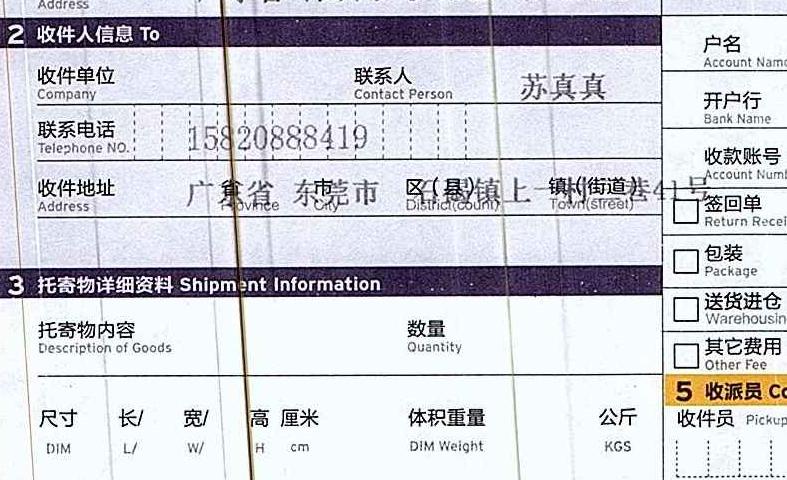 Address
2 收件人信息 To
收件单位 联系人 苏真真
Company Contact Person
联系电话 15820888419
Telephone NO.
收件地址 广东省 东莞市 石碣镇上一村二巷41号
省 市 区(县) 镇(街道)
Address Province City District(count) Town(street)
3 托寄物详细资料 Shipment Information
托寄物内容 数量
Description of Goods Quantity
尺寸 长/ 宽/ 高 厘米 体积重量 公斤
DIM L/ W/ H cm DIM Weight KGS
户名
Account Name
开户行
Bank Name
收款账号
Account Num
签回单
Return Recei
包装
Package
送货进仓
Warehousin
其它费用
Other Fee
5 收派员 Co
收件员 Pickup